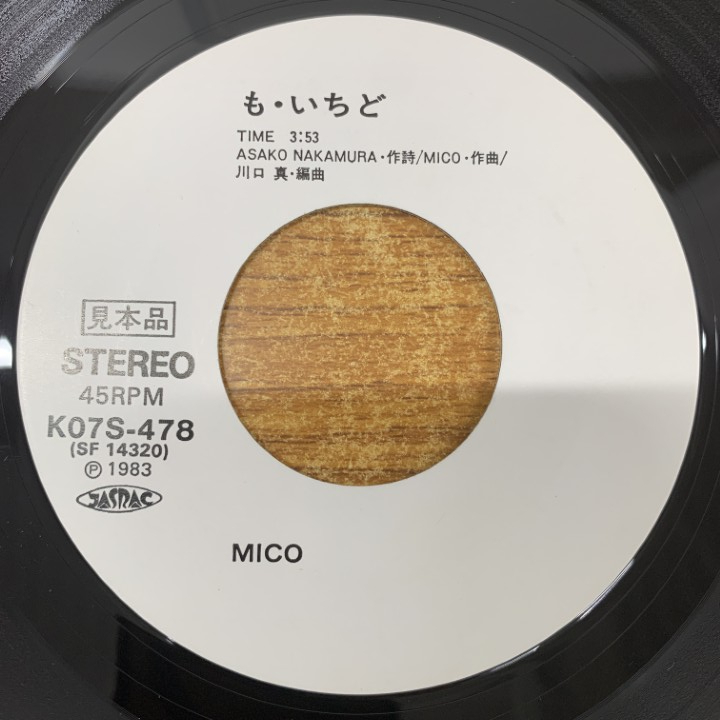 も・いちど
TIME 3:53
ASAKO NAKAMURA・作詩/MICO・作曲/
川口 真・編曲
見本品
STEREO
45RPM
K07S-478
(SF 14320)
Ⓟ 1983
JASRAC
MICO